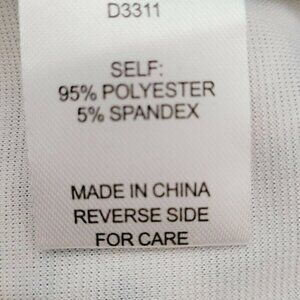 D3311
SELF:
95% POLYESTER
5% SPANDEX
MADE IN CHINA
REVERSE SIDE
FOR CARE